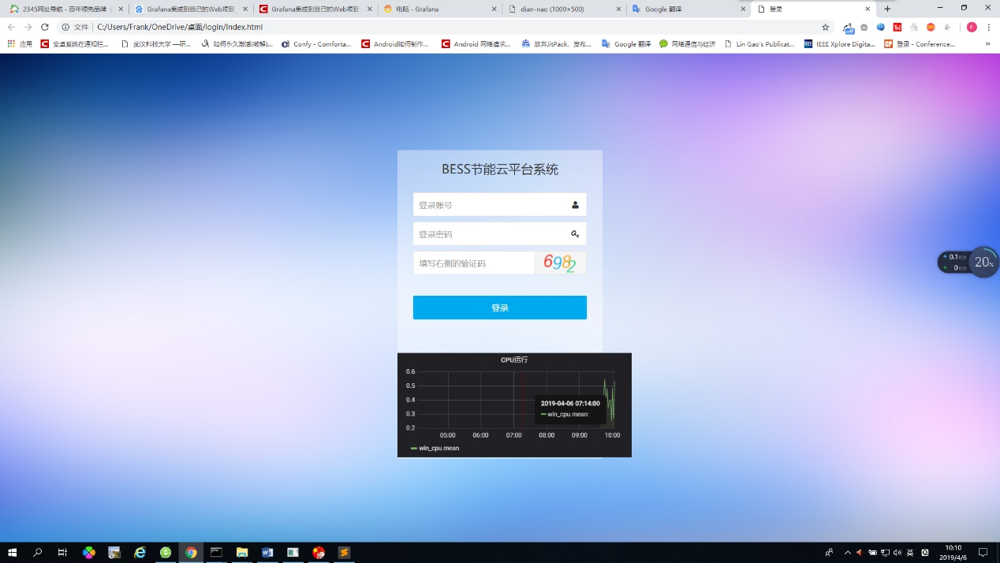 2345网址导航 - 百年领先品牌 (
Grafana集成到自己的Web项目_
Grafana集成到自己的Web项目
电脑 - Grafana
dian-nao (1000×500)
Google 翻译
登录
文件 | C:/Users/Frank/OneDrive/桌面/login/index.html
off
F
应用
安卓系统在通知栏...
武汉科技大学 —研...
如何永久激活(破解)...
Confy - Comforta...
Android如何制作...
Android 网络请求...
放弃JitPack，发布...
Google 翻译
网络通信与经济
Lin Gao's Publicat...
IEEE Xplore Digita...
登录 - Conference...
»
BESS节能云平台系统
登录账号
登录密码
填写右侧的验证码
6982
登录
0.1K/s
0K/s
20%
CPU运行
0.6
0.5
0.4
0.3
0.2
2019-04-06 07:14:00
win_cpu.mean:
05:00 06:00 07:00 08:00 09:00 10:00
win_cpu.mean
英
10:10
2019/4/6